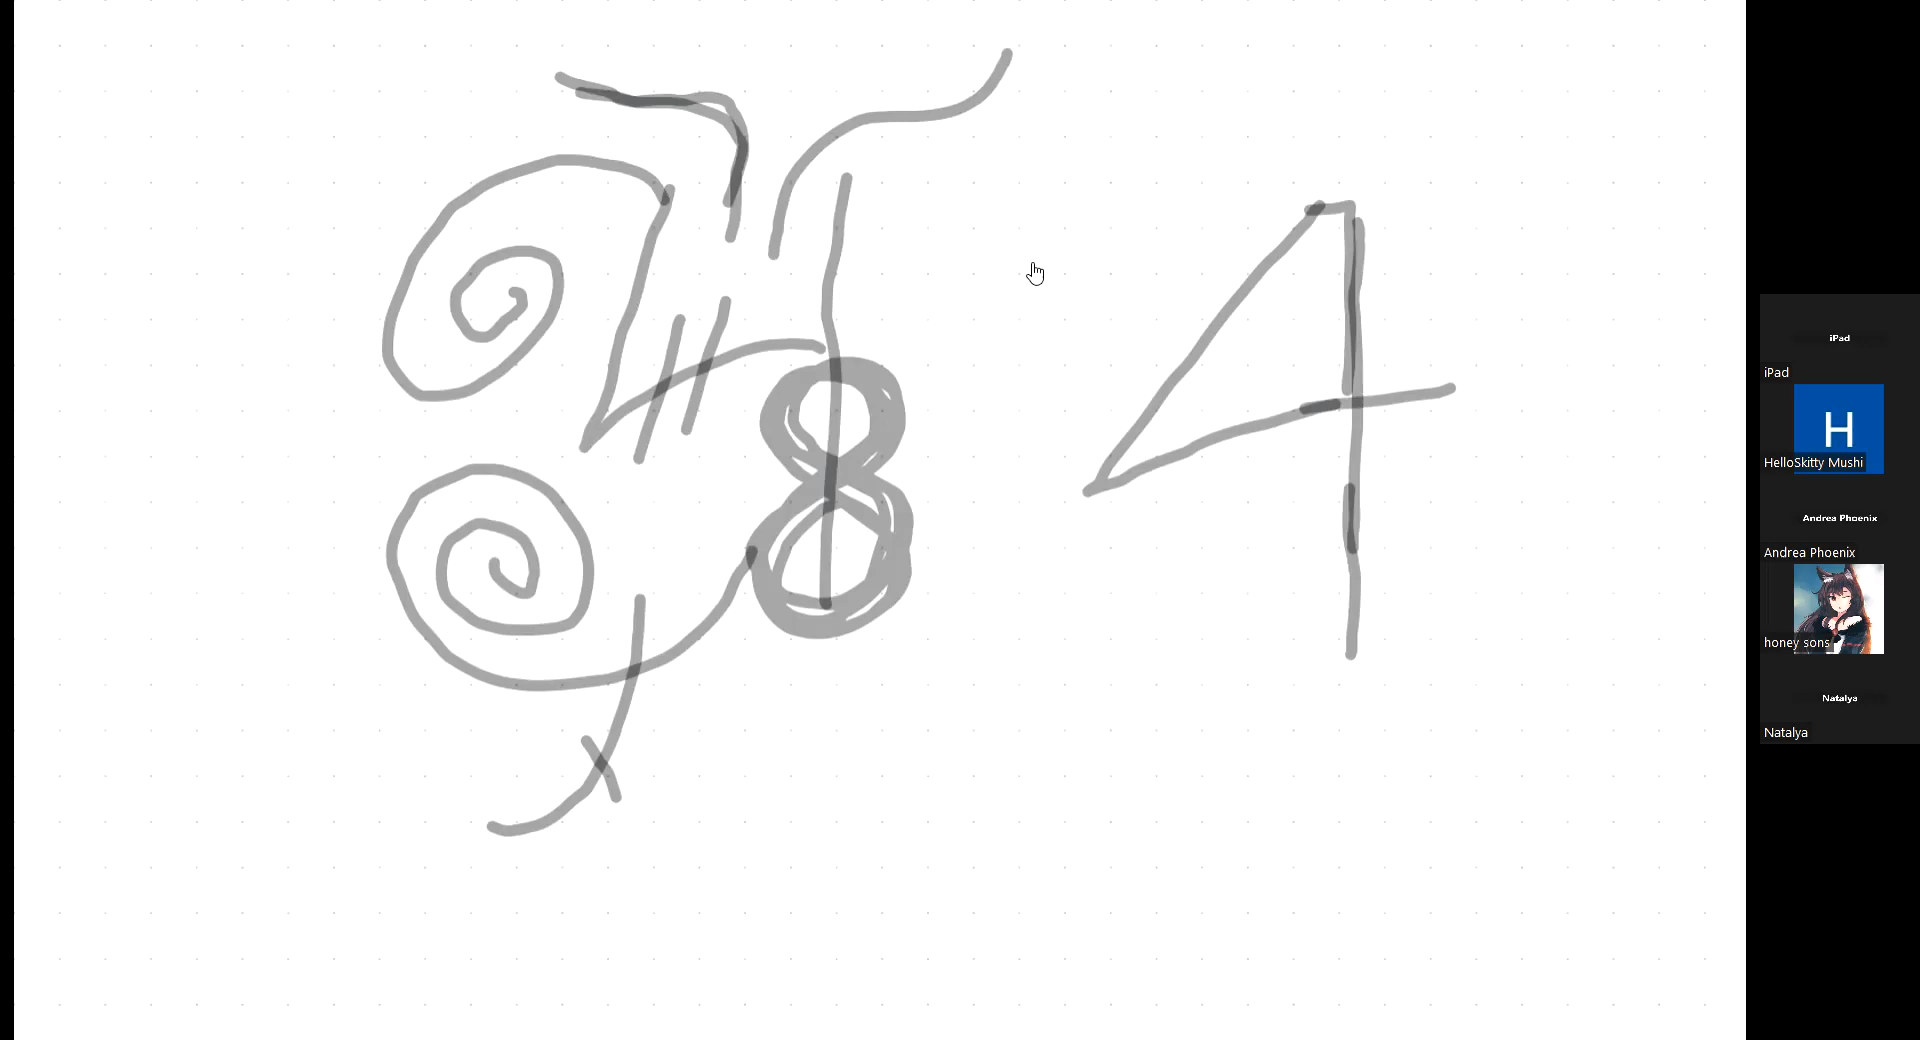 8 4
iPad
iPad
H
HelloSkitty Mushi
Andrea Phoenix
Andrea Phoenix
honey sons
Natalya
Natalya